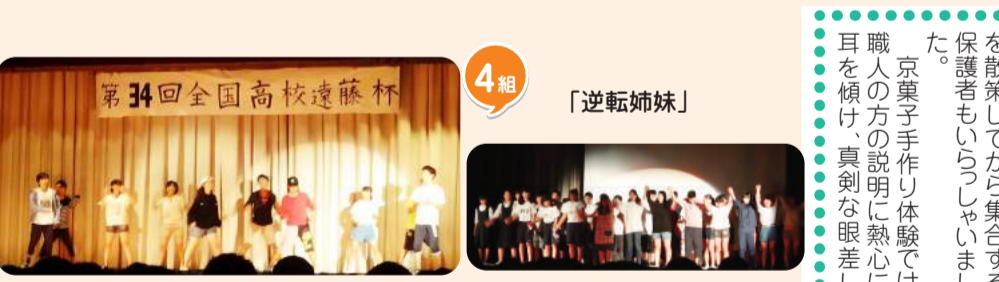 第34回全国高校遠藤杯
4組
「逆転姉妹」
を散策してから集合する
保護者もいらっしゃいまし
た。
京菓子手作り体験では
職人の方の説明に熱心に
耳を傾け、真剣な眼差し